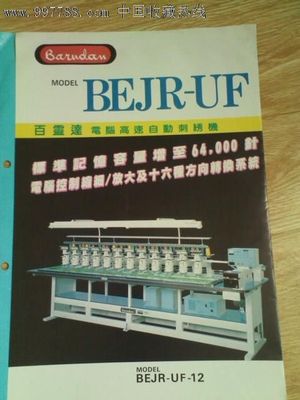 www.997788.com 中国收藏热线
Barudan
MODEL BEJR-UF
百靈達 電腦高速自動刺綉機
標準記憶容量增至64,000針
電腦控制縮細/放大及十六種方向轉換系統
MODEL
BEJR-UF-12